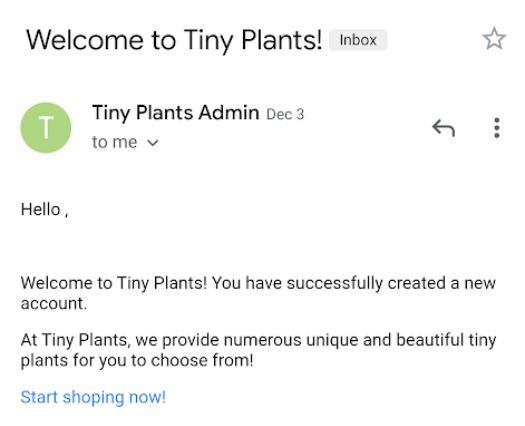 Welcome to Tiny Plants! Inbox
T
Tiny Plants Admin Dec 3
to me
Hello ,
Welcome to Tiny Plants! You have successfully created a new
account.
At Tiny Plants, we provide numerous unique and beautiful tiny
plants for you to choose from!
Start shoping now!